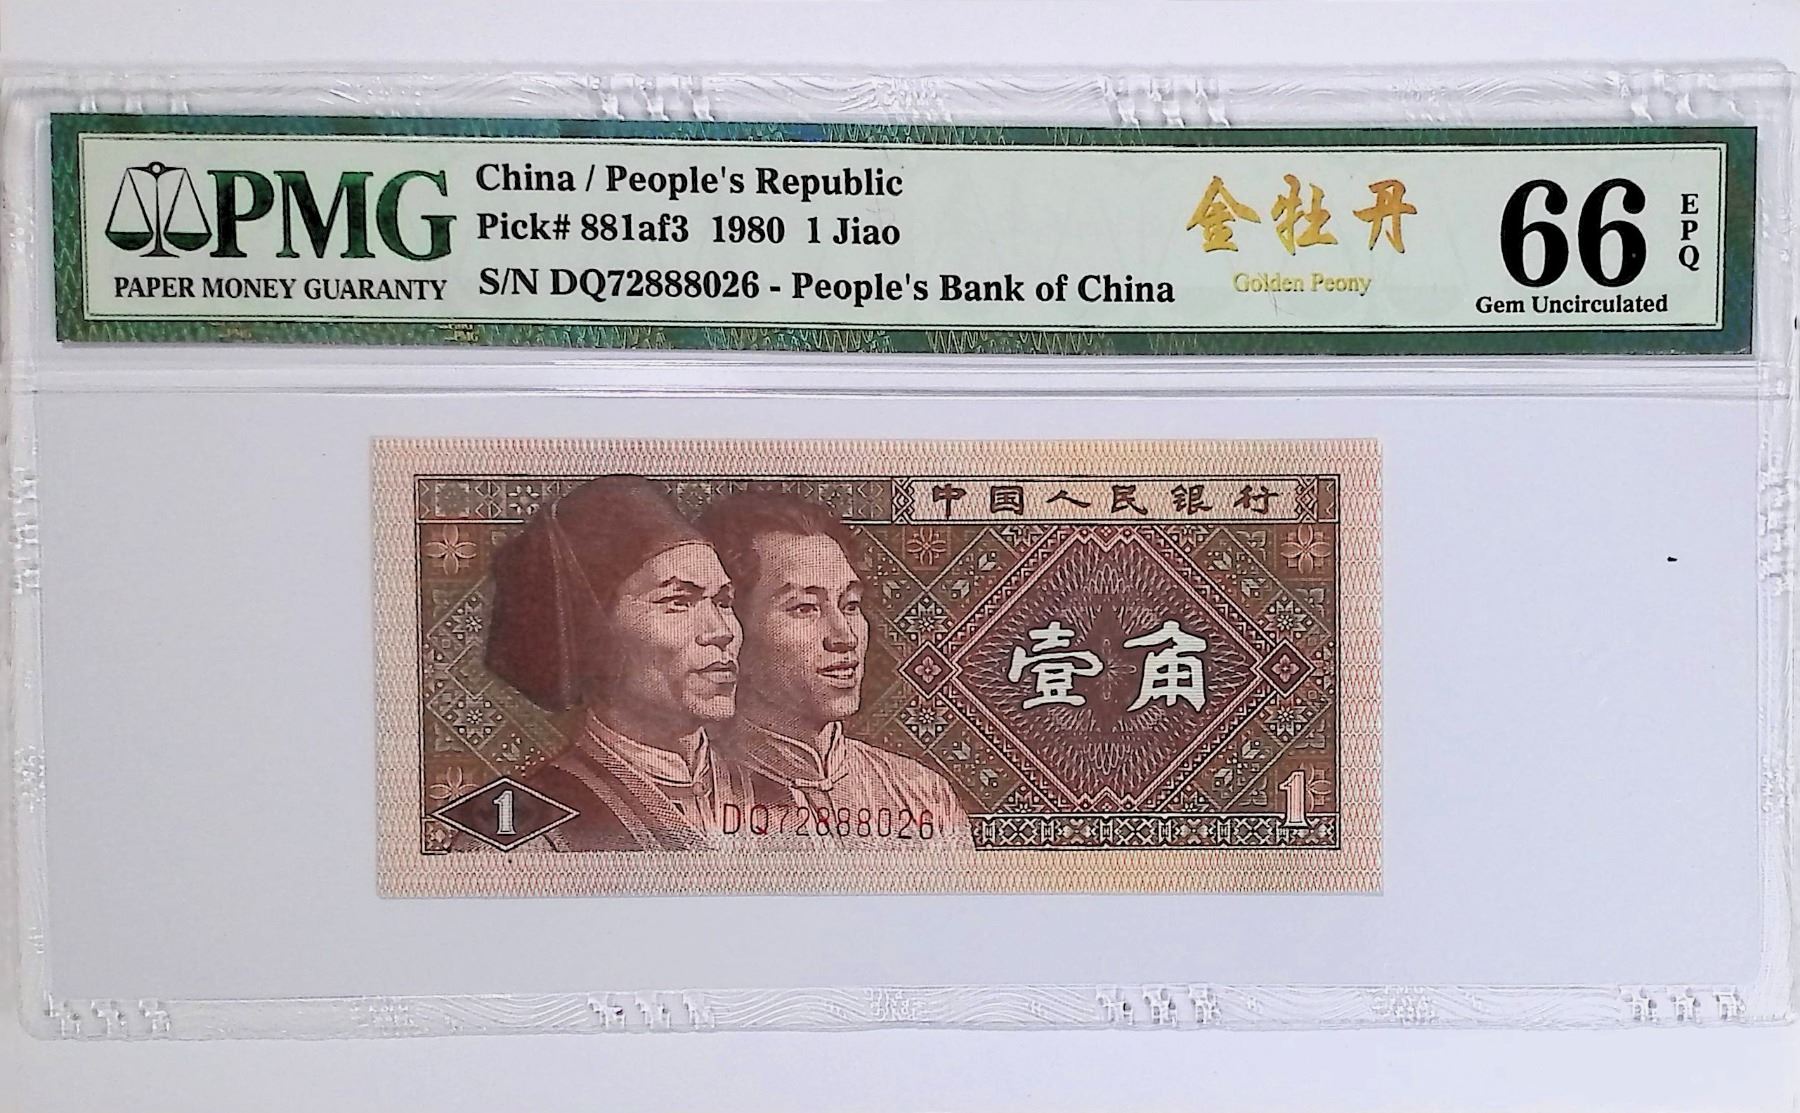 PMG
PAPER MONEY GUARANTY
China / People's Republic
Pick# 881af3 1980 1 Jiao
S/N DQ72888026 - People's Bank of China
金牡丹
Golden Peony
66
EPQ
Gem Uncirculated
中国人民银行
壹角
1
1
DQ72888026